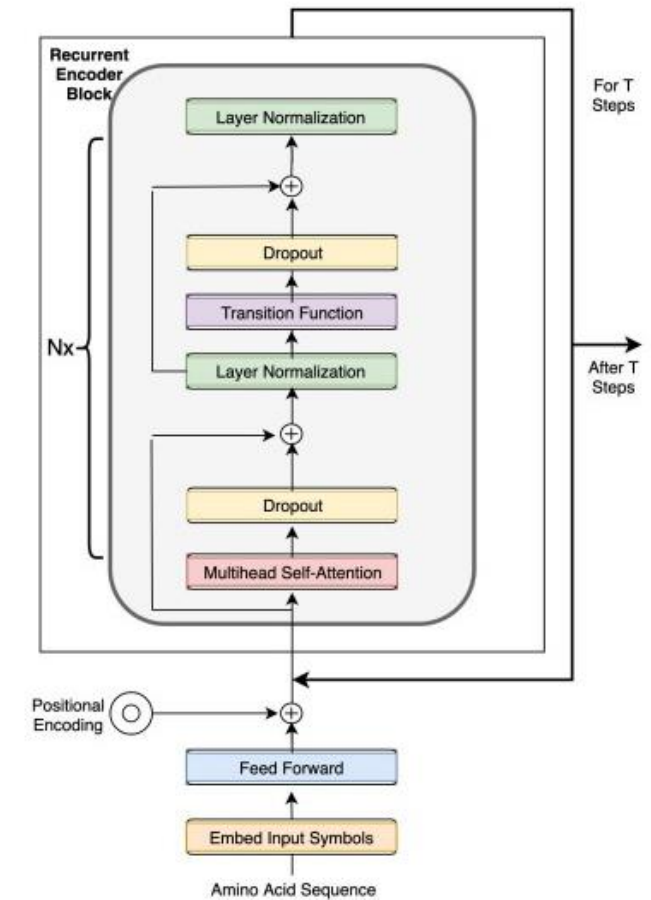 Recurrent
Encoder
Block
Layer Normalization
For T
Steps
Dropout
Transition Function
Nx
Layer Normalization
After T
Steps
Dropout
Multihead Self-Attention
Positional
Encoding
Feed Forward
Embed Input Symbols
Amino Acid Sequence